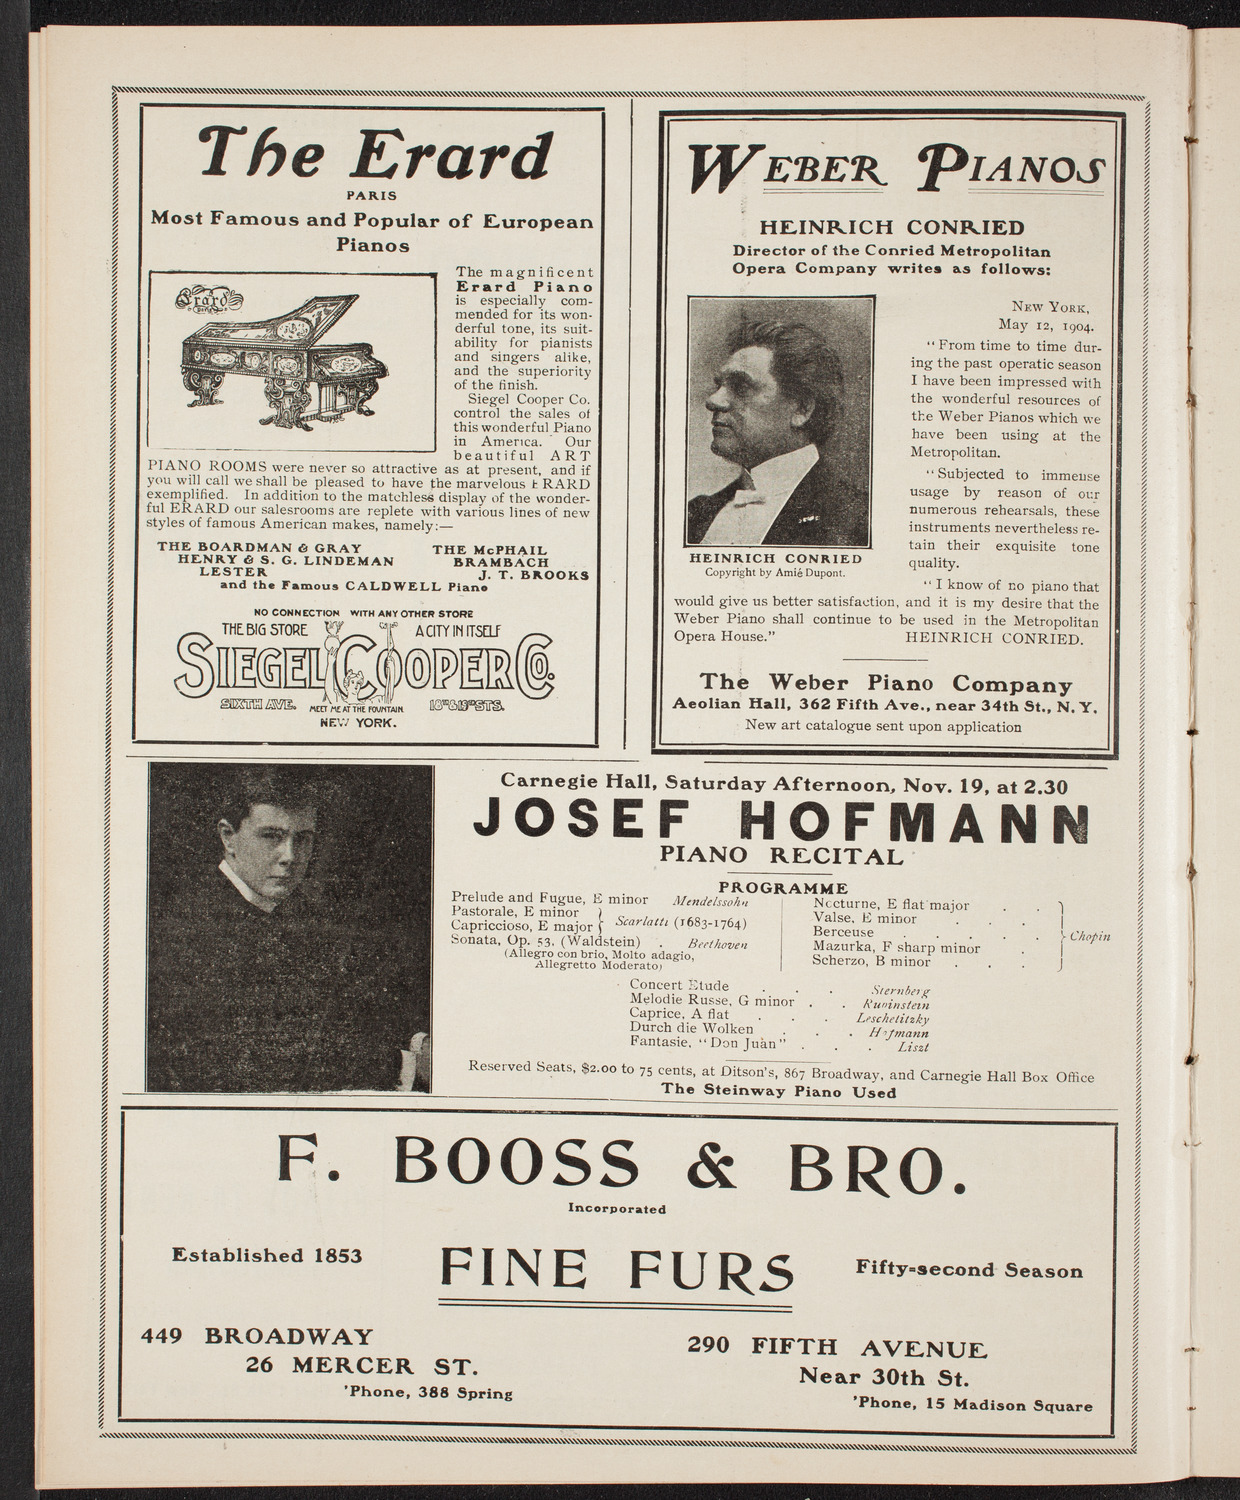 The Erard
PARIS
Most Famous and Popular of European
Pianos
Erard
PARIS
The magnificent
Erard Piano
is especially com-
mended for its won-
derful tone, its suit-
ability for pianists
and singers alike,
and the superiority
of the finish.
Siegel Cooper Co.
control the sales of
this wonderful Piano
in America. Our
beautiful ART
PIANO ROOMS were never so attractive as at present, and if
you will call we shall be pleased to have the marvelous ERARD
exemplified. In addition to the matchless display of the wonder-
ful ERARD our salesrooms are replete with various lines of new
styles of famous American makes, namely:—
THE BOARDMAN & GRAY
HENRY & S. G. LINDEMAN
LESTER
THE McPHAIL
BRAMBACH
J. T. BROOKS
and the Famous CALDWELL Piano
NO CONNECTION WITH ANY OTHER STORE
THE BIG STORE A CITY IN ITSELF
SIEGEL COOPER CO.
SIXTH AVE. MEET ME AT THE FOUNTAIN 18TH & 19TH STS.
NEW YORK.
WEBER PIANOS
HEINRICH CONRIED
Director of the Conried Metropolitan
Opera Company writes as follows:
HEINRICH CONRIED
Copyright by Amié Dupont.
NEW YORK,
May 12, 1904.
"From time to time dur-
ing the past operatic season
I have been impressed with
the wonderful resources of
the Weber Pianos which we
have been using at the
Metropolitan.
"Subjected to immense
usage by reason of our
numerous rehearsals, these
instruments nevertheless re-
tain their exquisite tone
quality.
"I know of no piano that
would give us better satisfaction, and it is my desire that the
Weber Piano shall continue to be used in the Metropolitan
Opera House." HEINRICH CONRIED.
The Weber Piano Company
Aeolian Hall, 362 Fifth Ave., near 34th St., N. Y.
New art catalogue sent upon application
Carnegie Hall, Saturday Afternoon, Nov. 19, at 2.30
JOSEF HOFMANN
PIANO RECITAL
PROGRAMME
Prelude and Fugue, E minor Mendelssohn
Pastorale, E minor
Capriccioso, E major } Scarlatti (1683-1764)
Sonata, Op. 53, (Waldstein) . Beethoven
(Allegro con brio, Molto adagio,
Allegretto Moderato)
Nocturne, E flat major . .
Valse, E minor . . .
Berceuse . . . . .
Mazurka, F sharp minor .
Scherzo, B minor . . .
} Chopin
Concert Etude . . . Sternberg
Melodie Russe, G minor . . Rubinstein
Caprice, A flat . . . Leschetitzky
Durch die Wolken . . . Hofmann
Fantasie, "Don Juan" . . . Liszt
Reserved Seats, $2.00 to 75 cents, at Ditson's, 867 Broadway, and Carnegie Hall Box Office
The Steinway Piano Used
F. BOOSS & BRO.
Incorporated
Established 1853
FINE FURS
Fifty-second Season
449 BROADWAY
26 MERCER ST.
'Phone, 388 Spring
290 FIFTH AVENUE
Near 30th St.
'Phone, 15 Madison Square